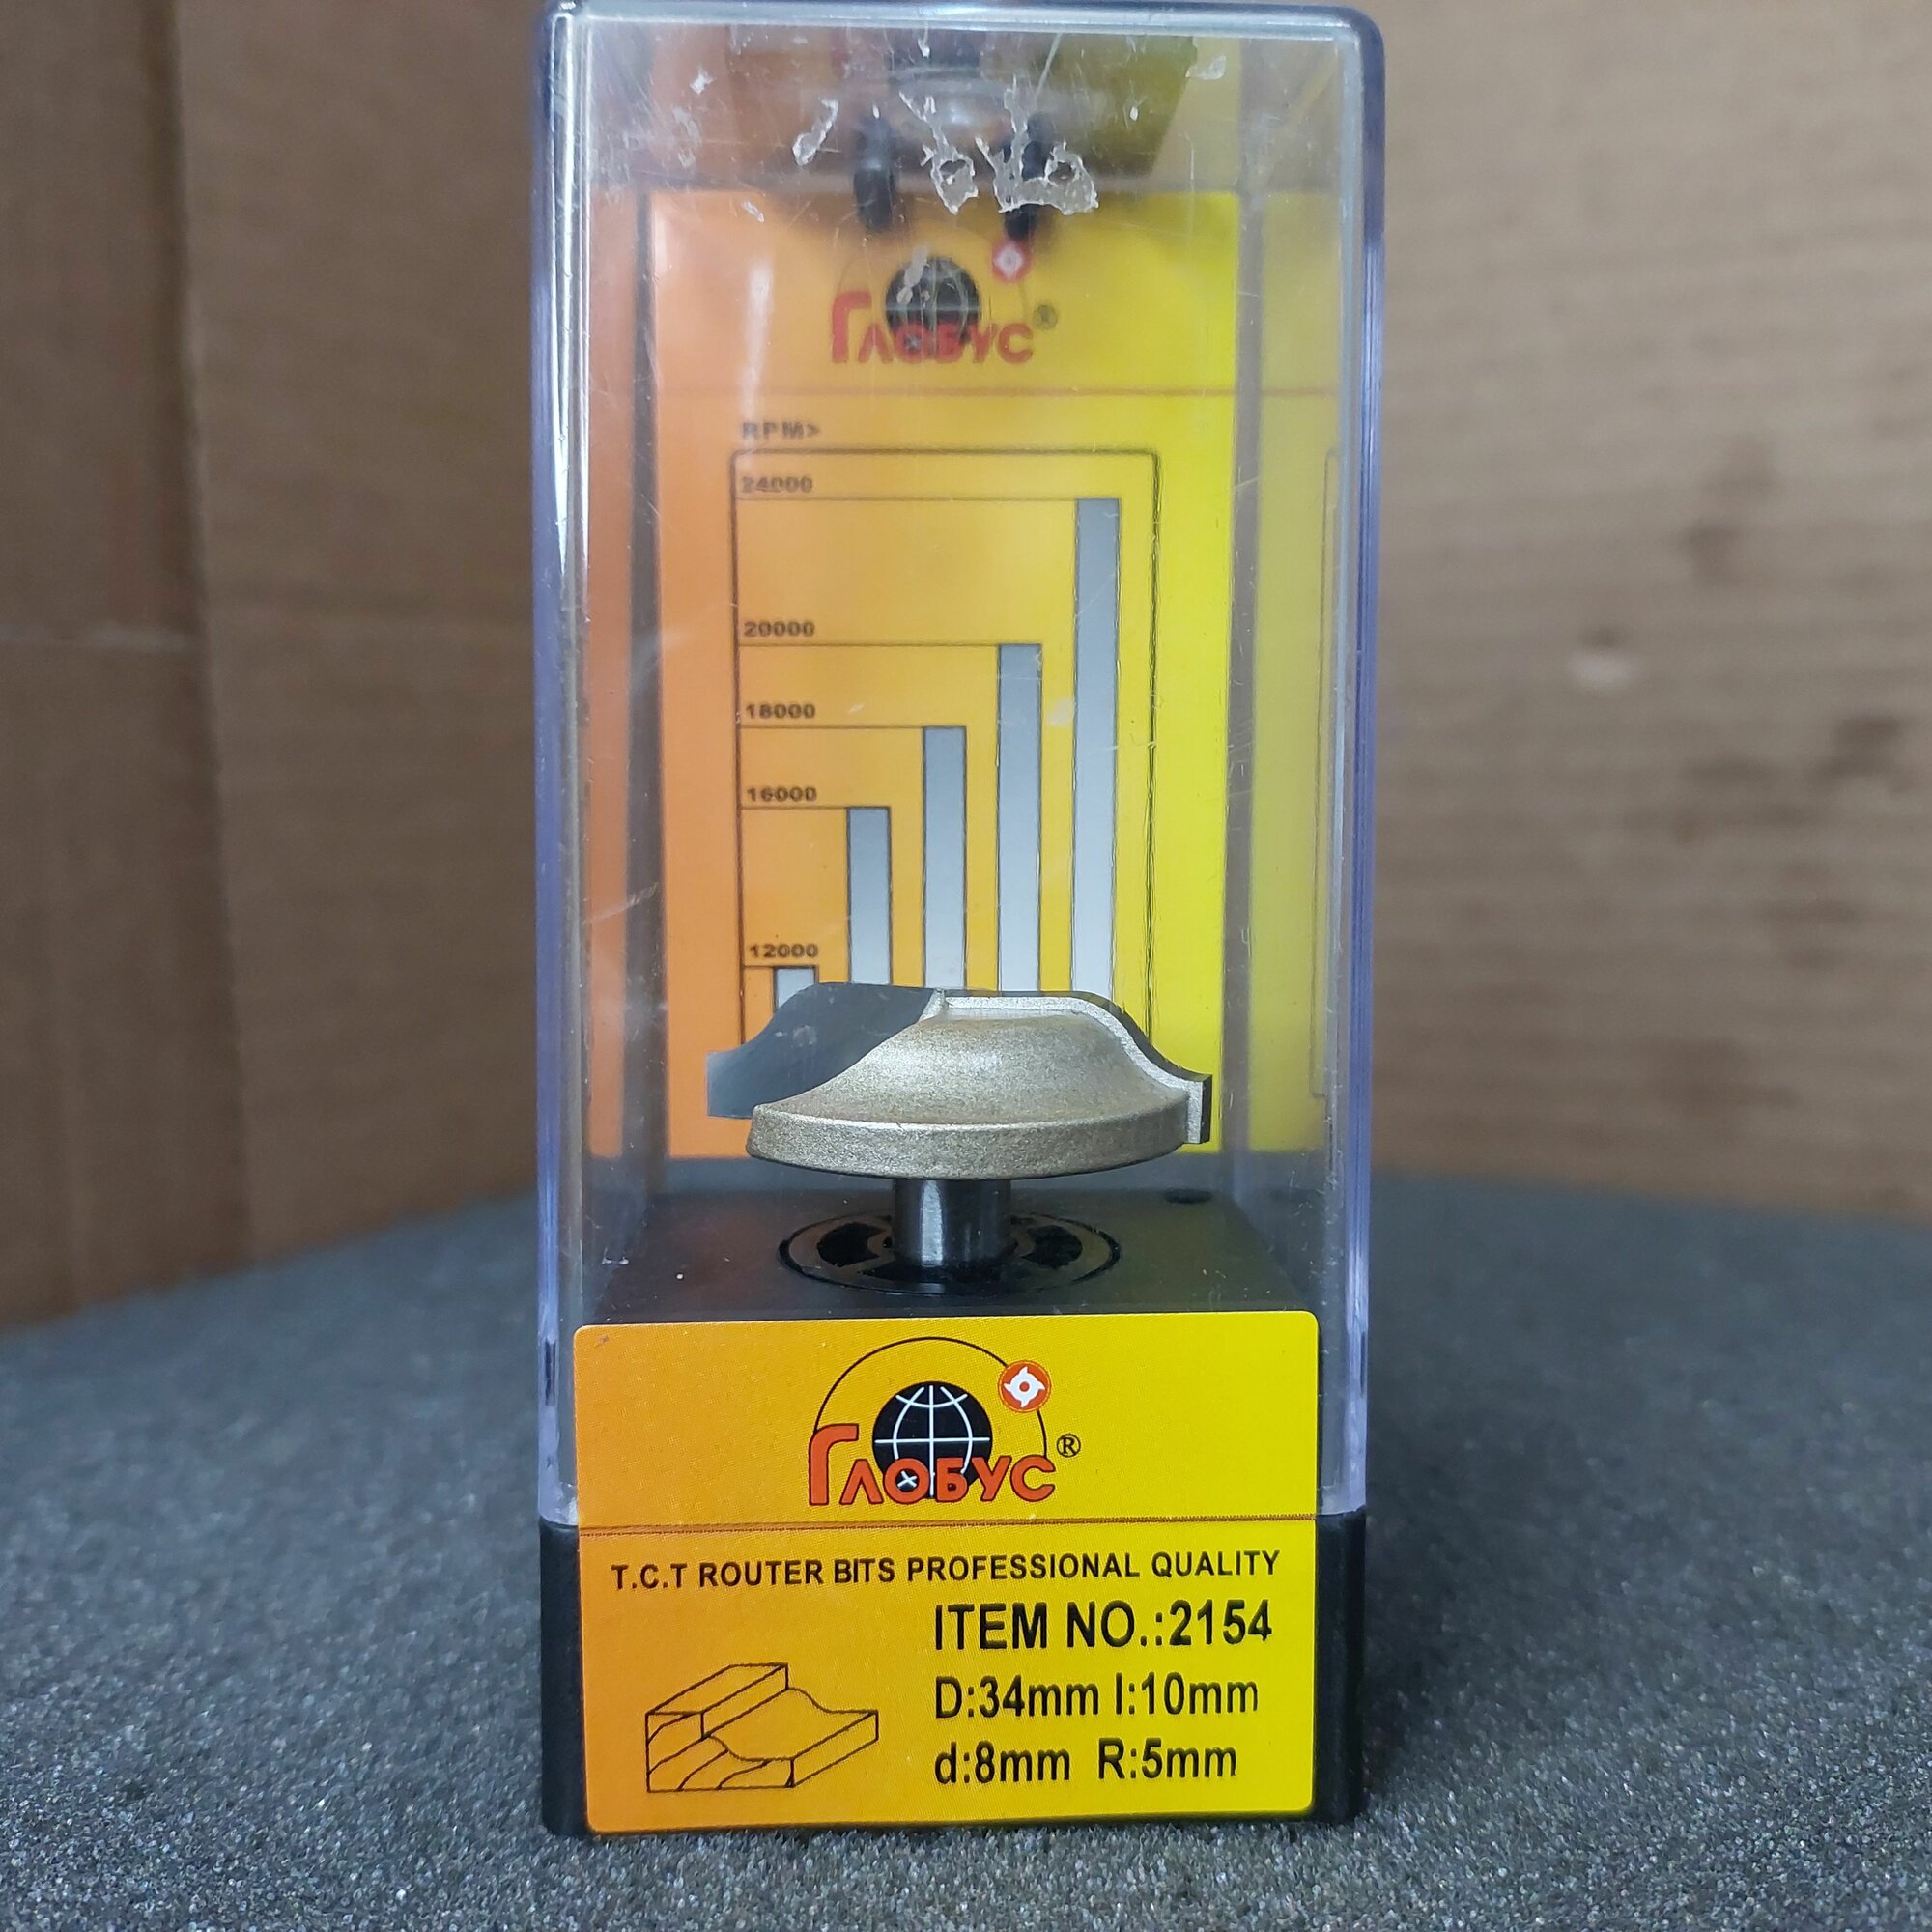 ГЛОБУС®
RPM>
24000
20000
18000
16000
12000
ГЛОБУС®
T.C.T ROUTER BITS PROFESSIONAL QUALITY
ITEM NO.:2154
D:34mm l:10mm
d:8mm R:5mm